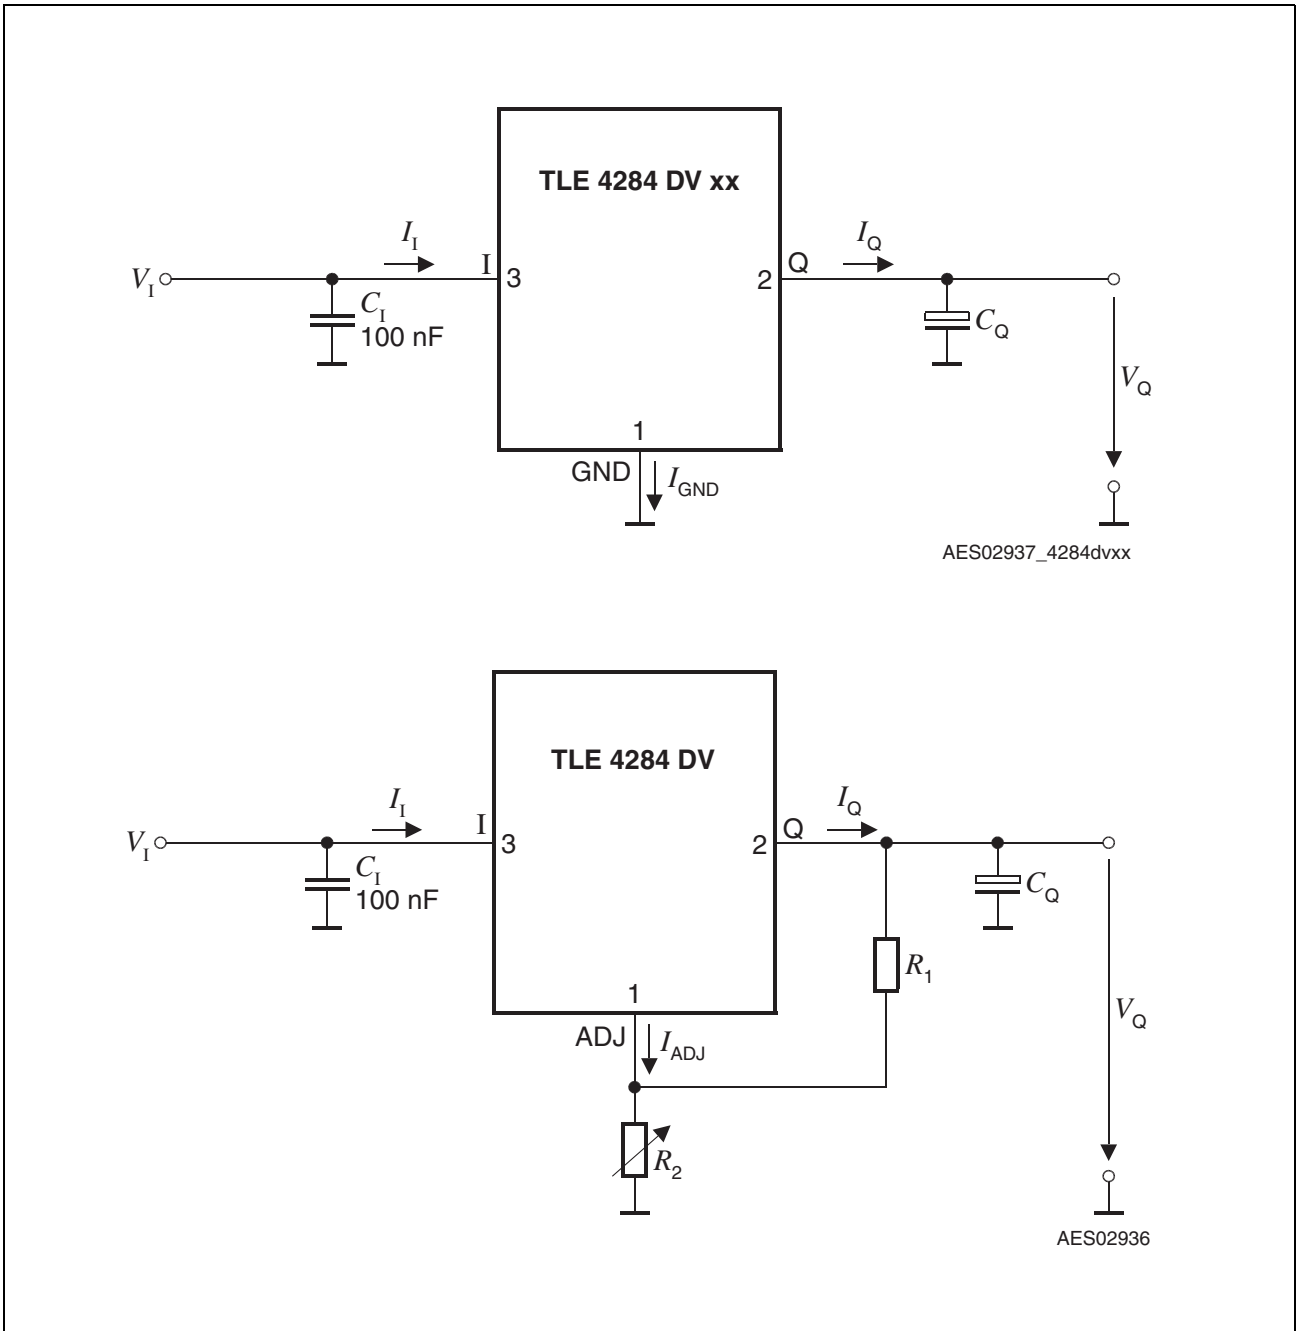 TLE 4284 DV xx
I_I
I_Q
V_I
I
3
2
Q
C_I
100 nF
C_Q
V_Q
1
GND
I_GND
AES02937_4284dvxx
TLE 4284 DV
I_I
I_Q
V_I
I
3
2
Q
C_I
100 nF
C_Q
R_1
1
ADJ
I_ADJ
V_Q
R_2
AES02936